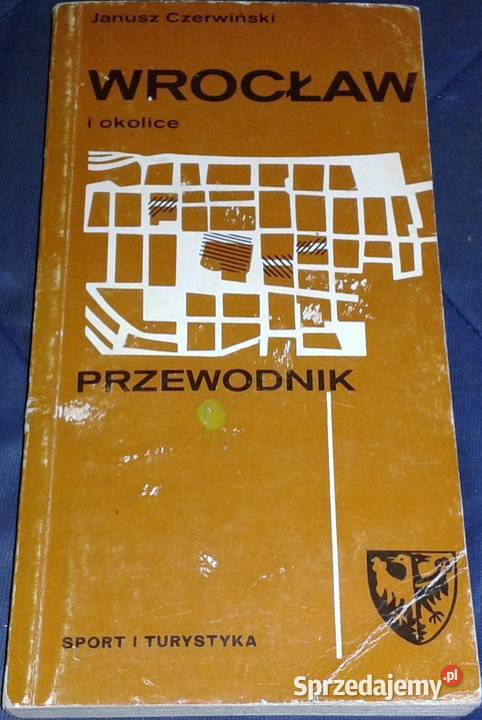 Janusz Czerwiński
WROCŁAW
i okolice
PRZEWODNIK
SPORT I TURYSTYKA
Sprzedajemy.pl